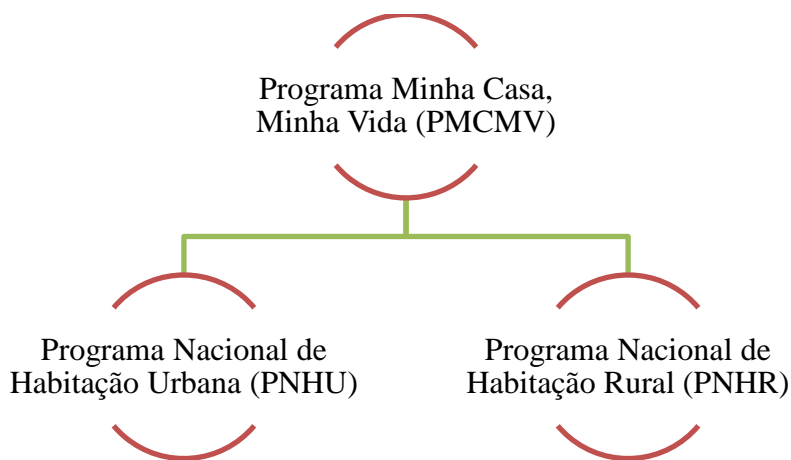 Programa Minha Casa,
Minha Vida (PMCMV)
Programa Nacional de
Habitação Urbana (PNHU)
Programa Nacional de
Habitação Rural (PNHR)